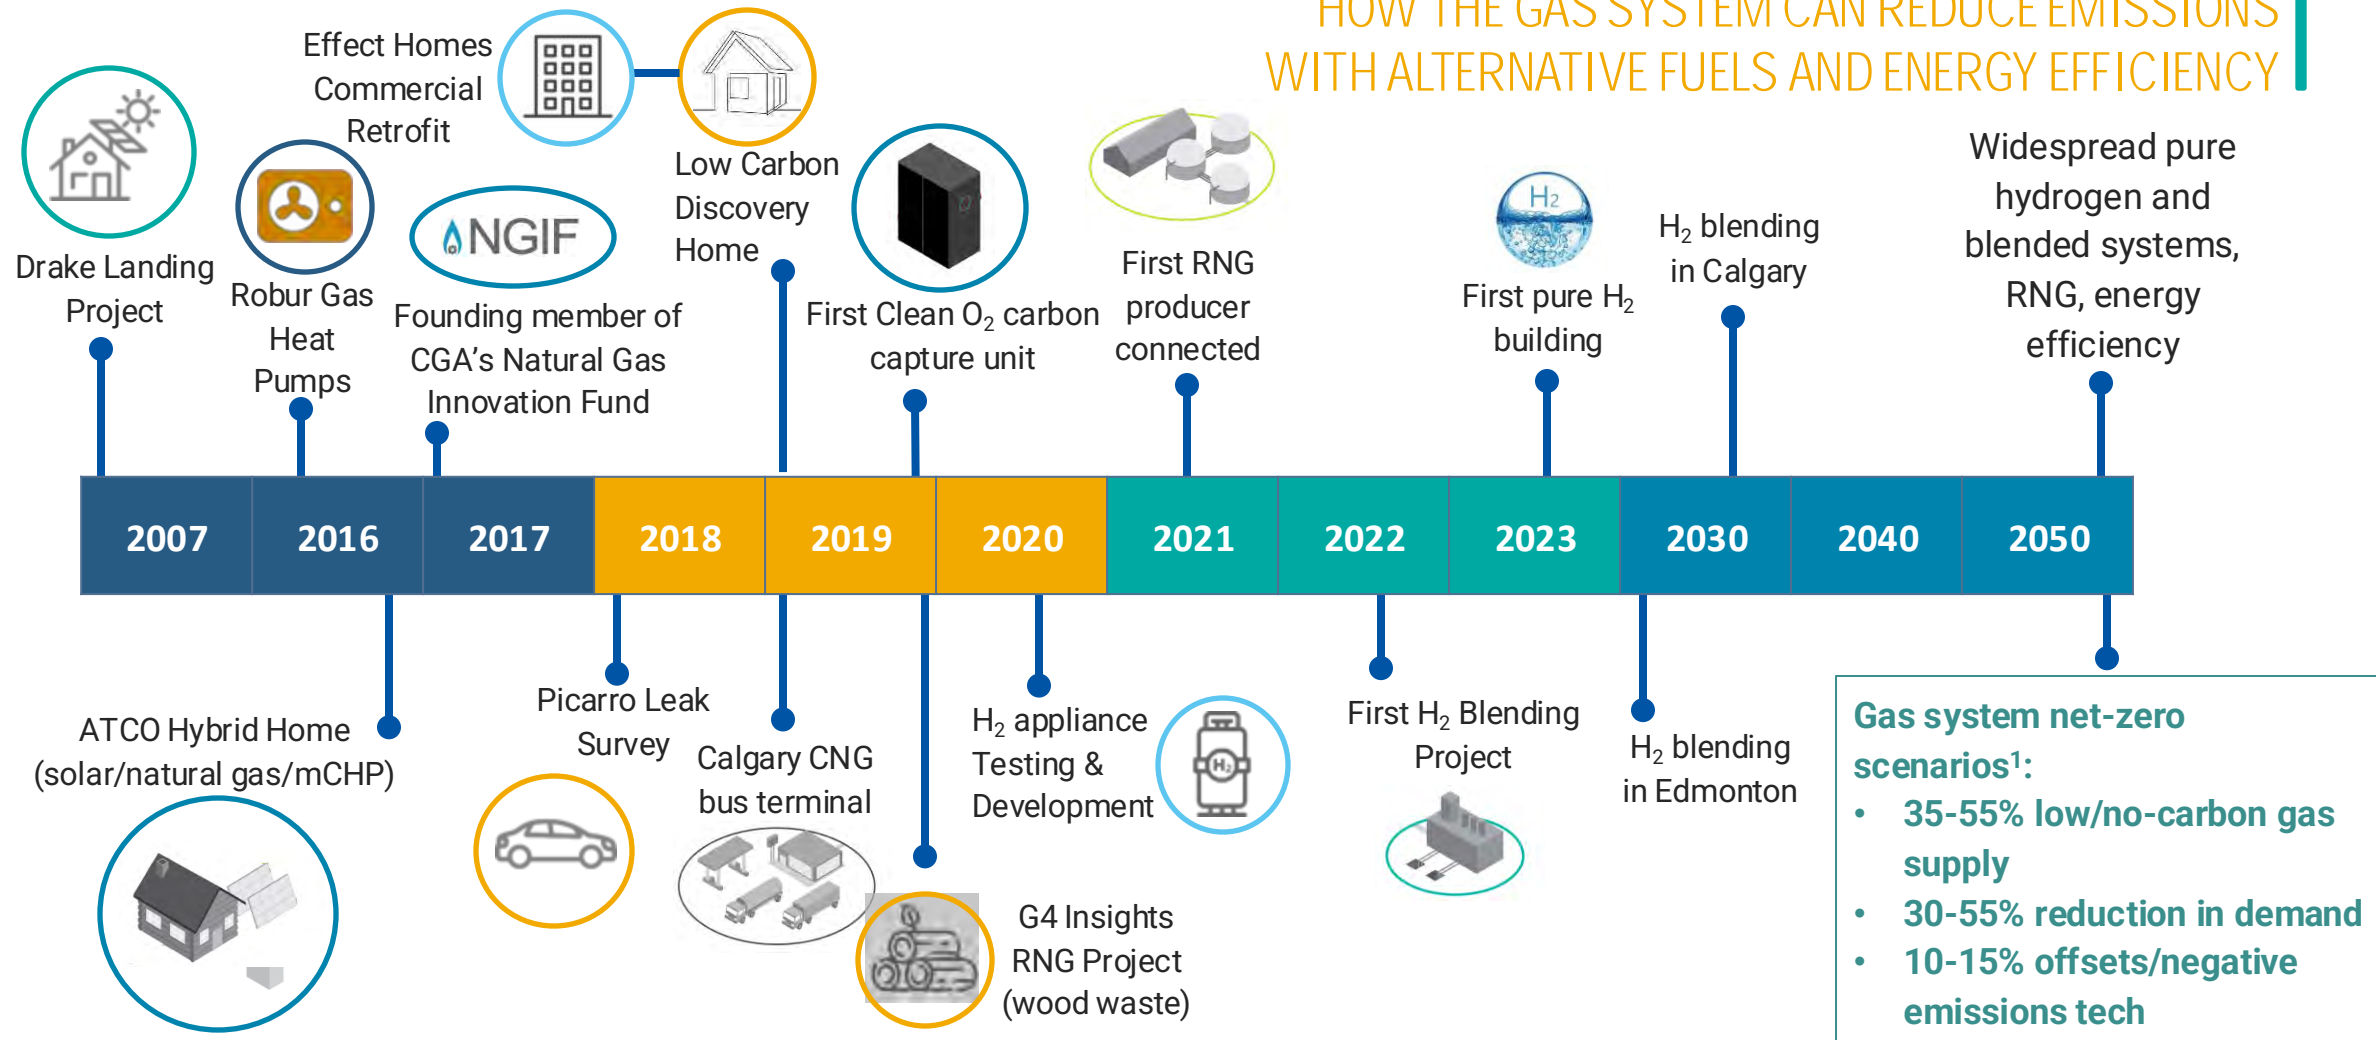 HOW THE GAS SYSTEM CAN REDUCE EMISSIONS
WITH ALTERNATIVE FUELS AND ENERGY EFFICIENCY
Drake Landing
Project
Robur Gas
Heat
Pumps
Effect Homes
Commercial
Retrofit
NGIF
Founding member of
CGA’s Natural Gas
Innovation Fund
Low Carbon
Discovery
Home
First Clean O₂ carbon
capture unit
First RNG
producer
connected
H₂
First pure H₂
building
H₂ blending
in Calgary
Widespread pure
hydrogen and
blended systems,
RNG, energy
efficiency
2007 2016 2017 2018 2019 2020 2021 2022 2023 2030 2040 2050
ATCO Hybrid Home
(solar/natural gas/mCHP)
Picarro Leak
Survey
Calgary CNG
bus terminal
G4 Insights
RNG Project
(wood waste)
H₂ appliance
Testing &
Development
H₂
First H₂ Blending
Project
H₂ blending
in Edmonton
Gas system net-zero
scenarios¹:
• 35-55% low/no-carbon gas
supply
• 30-55% reduction in demand
• 10-15% offsets/negative
emissions tech